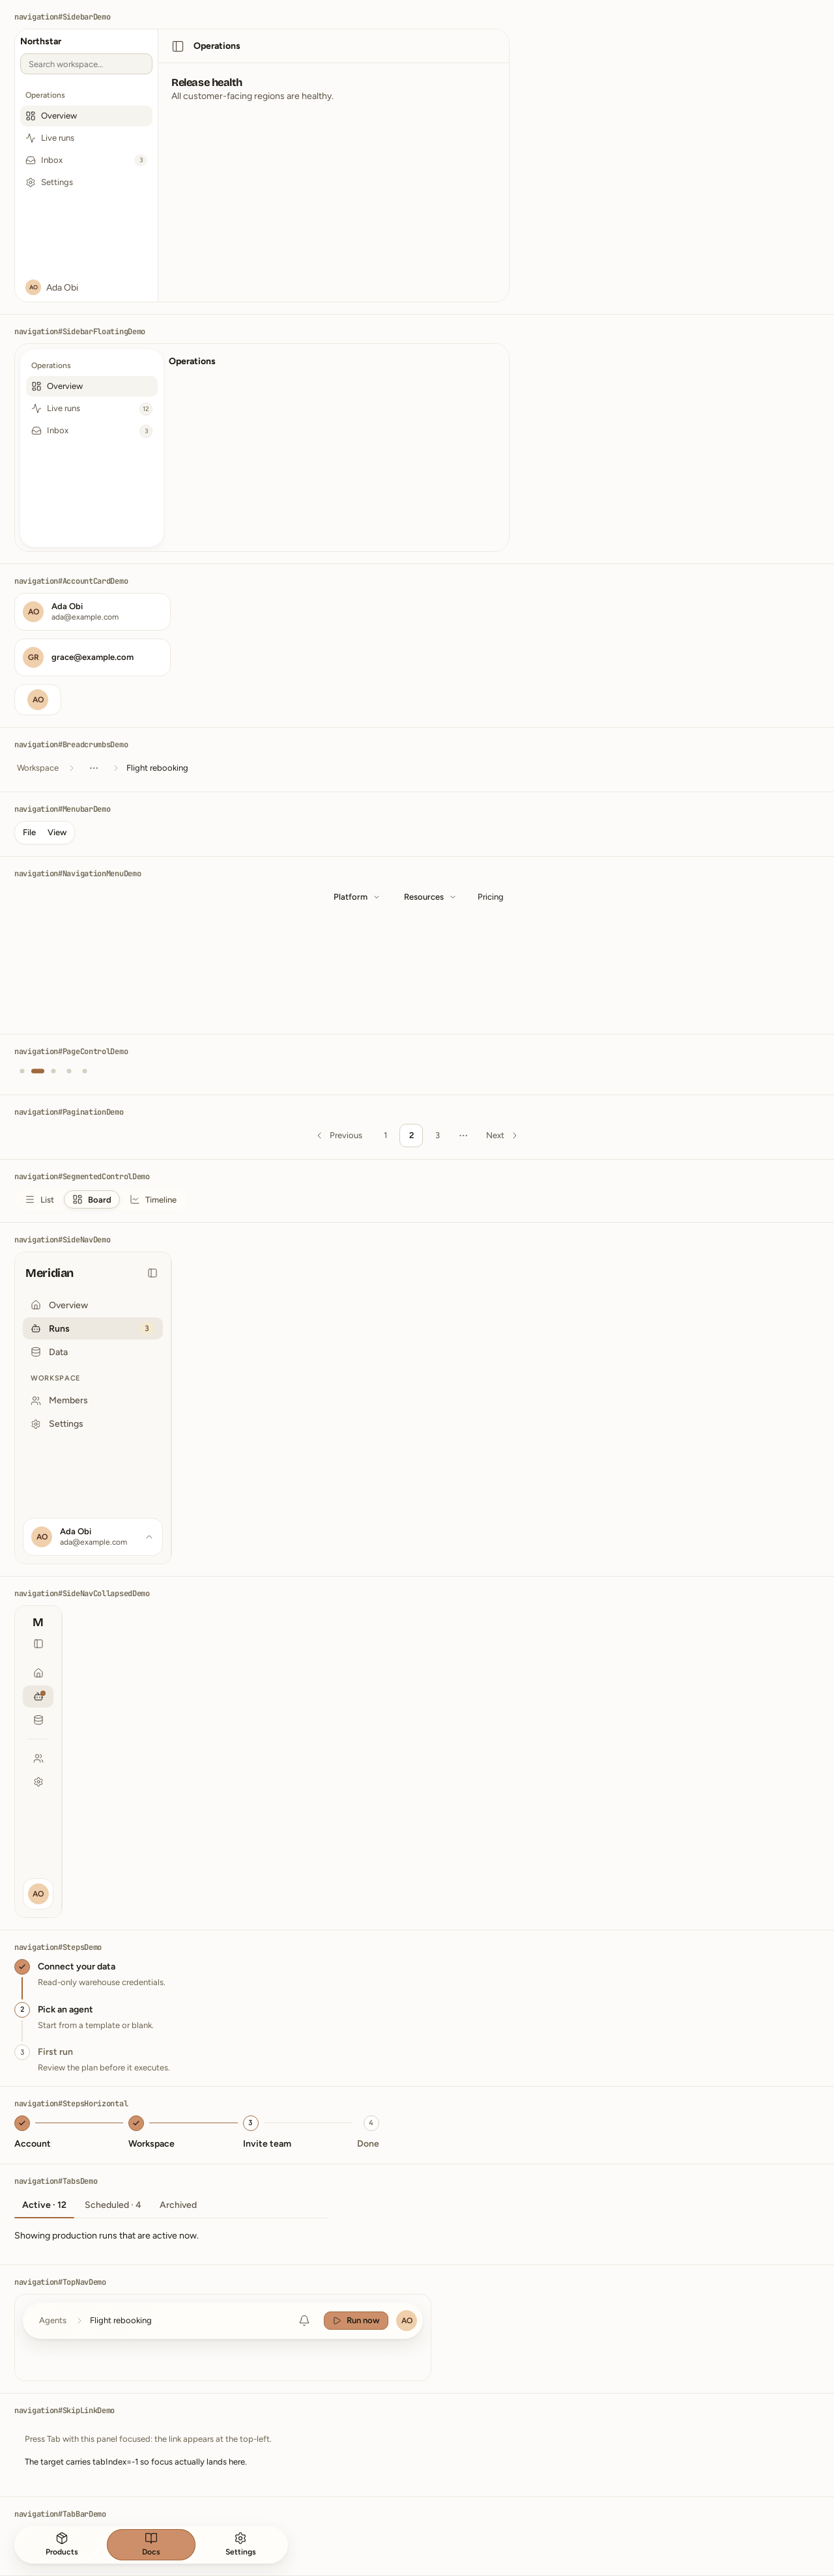 navigation#SidebarDemo
Northstar
Operations
Search workspace...
Release health
All customer-facing regions are healthy.
Operations
Overview
Live runs
Inbox 3
Settings
AO Ada Obi
navigation#SidebarFloatingDemo
Operations
Operations
Overview
Live runs 12
Inbox 3
navigation#AccountCardDemo
AO Ada Obi
ada@example.com
GR grace@example.com
AO
navigation#BreadcrumbsDemo
Workspace ... Flight rebooking
navigation#MenubarDemo
File View
navigation#NavigationMenuDemo
Platform Resources Pricing
navigation#PageControlDemo
navigation#PaginationDemo
Previous 1 2 3 ... Next
navigation#SegmentedControlDemo
List Board Timeline
navigation#SideNavDemo
Meridian
Overview
Runs 3
Data
WORKSPACE
Members
Settings
AO Ada Obi
ada@example.com
navigation#SideNavCollapsedDemo
M
AO
navigation#StepsDemo
Connect your data
Read-only warehouse credentials.
2 Pick an agent
Start from a template or blank.
3 First run
Review the plan before it executes.
navigation#StepsHorizontal
3 4
Account Workspace Invite team Done
navigation#TabsDemo
Active · 12 Scheduled · 4 Archived
Showing production runs that are active now.
navigation#TopNavDemo
Agents Flight rebooking Run now AO
navigation#SkipLinkDemo
Press Tab with this panel focused: the link appears at the top-left.
The target carries tabIndex=-1 so focus actually lands here.
navigation#TabBarDemo
Products Docs Settings